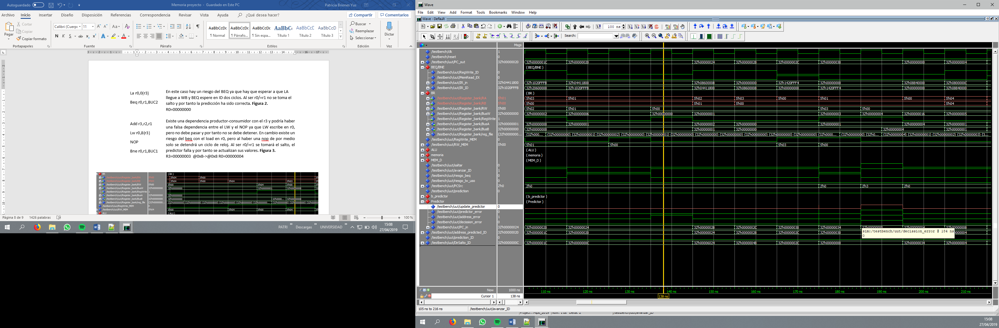 Autoguardado
Memoria proyecto - Guardado en Este PC
Patricia Briones Yus
Archivo Inicio Insertar Diseño Disposición Referencias Correspondencia Revisar Vista Ayuda ¿Qué desea hacer? Compartir Comentarios
Pegar
Cortar
Copiar
Copiar formato
Portapapeles
Calibri (Cuerpo 11
N K S ab x₂ x²
Fuente
Párrafo
AaBbCcDc AaBbCcDc AaBbCcDc AaBbC AaBbCcE AaBbCcD
¶ Normal ¶ Párrafo... ¶ Sin espa... Título 1 Título 2 Título 3
Estilos
Buscar
Reemplazar
Seleccionar
Edición
Dictar
Voz
La r0,0(r3)
Beq r0,r1,BUC2
En este caso hay un riesgo del BEQ ya que hay que esperar a que LA
llegue a WB y BEQ espere en ID dos ciclos. Al ser r0/=r1 no se toma el
salto y por tanto la predición ha sido correcta. Figura 2.
R0=00000000
Add r3,r2,r1
Lw r0,8(r3)
NOP
Bne r0,r1,BUC1
Existe una dependencia productor-consumidor con el r3 y podría haber
una falsa dependencia entre el LW y el NOP ya que LW escribe en r0,
pero no debe pasar y por tanto no se debe detener. En cambio existe un
riesgo del beq con el load en r0, pero al haber una nop de por medio
solo se detendrá un ciclo de reloj. Al ser r0/=r1 se tomará el salto, el
predictor falla y por tanto se actualizan sus valores. Figura 3.
R3=00000003 @0xB->@0x8 R0=00000004
Página 8 de 9 1426 palabras
100 %
PATRI Descargas UNIVERSIDAD
15:08
27/04/2019
Wave
File Edit View Add Format Tools Bookmarks Window Help
Wave - Default
100 ns
Search:
Msgs
/testbench/clk 1
/testbench/reset 0
/testbench/uut/PC_out 32'h00000020 32'h0000001C 32'h00000020 32'h00000024 32'h00000028 32'h0000002C 32'h00000030 32'h00000000 32'h00000004
BEQ/BNE (BEQ/BNE)
/testbench/uut/RegWrite_ID 0
/testbench/uut/MemRead_EX 0
/testbench/uut/IR_in 32'h04411800 32'h1020FFFB 32'h04411800 32'h08600008 32'h00000000 32'h1420FFF4 32'h00000000 32'h08840000 32'h0800000C
/testbench/uut/IR_ID 32'h1020FFFB 32'h20600000 32'h1020FFFB 32'h04411800 32'h08600008 32'h00000000 32'h1420FFF4 32'h00000000 32'h08840000
BR (BR)
/testbench/uut/Register_bank/RA 5'h01 5'h03 5'h01 5'h02 5'h03 5'h00 5'h01 5'h00 5'h04
/testbench/uut/Register_bank/RB 5'h00 5'h00 5'h01 5'h00 5'h04
/testbench/uut/Register_bank/RW 5'h00 5'h02 5'h01 5'h00 5'h03 5'h00
/testbench/uut/Register_bank/BusW 32'h00000000 32'h00000002 32'h00000006 32'h00000000 32'h00000001 32'h00000003 32'h00000004 32'h00000016 32'h00000005
/testbench/uut/Register_bank/RegWrite 1
/testbench/uut/Register_bank/BusA 32'h00000001 32'h00000000 32'h00000001 32'h00000002 32'h00000000 32'h00000001 32'h00000004 32'h00000001
/testbench/uut/Register_bank/BusB 32'h00000000 32'h00000000 32'h00000001 32'h00000000 32'h00000004 32'h00000001
/testbench/uut/Register_bank/reg_file {32'h00000000...
/testbench/uut/RegWrite_MEM 0
/testbench/uut/RW_MEM 5'h00 5'h01 5'h00 5'h03 5'h00
ALU (ALU)
memoria (memoria)
MEM_D (MEM_D)
/testbench/uut/saltar 0
/testbench/uut/avanzar_ID 1
/testbench/uut/riesgo_beq 0
/testbench/uut/riesgo_lw_uso 0
/testbench/uut/PCSrc 2'h0 2'h0 2'h0 2'h3 2'h0
/testbench/uut/prediction 0
b_predictor (b_predictor)
Predictor (Predictor)
/testbench/uut/update_predictor 0
/testbench/uut/predictor_error 0
/testbench/uut/address_error 1
/testbench/uut/decission_error 0
/testbench/uut/PC_in 32'h00000024 32'h00000020 32'h00000024 32'h00000028 32'h0000002C 32'h00000030 32'h00000034 32'h00000000 32'h00000004 32'h00000008
/testbench/uut/address_predicted_ID 32'h00000020 32'h0000001C 32'h00000020 32'h00000024 32'h00000028 32'h0000002C 32'h00000030
sim:/testbench/uut/decission_error @ 184 ns
0
/testbench/uut/prediction_ID 0
/testbench/uut/DirSalto_ID 32'h0000000C 32'h0000001C 32'h0000000C 32'h00006024 32'h00000048 32'h0000002C 32'h00000000 32'h00000034 32'h00000004
Now 1000 ns
Cursor 1 138 ns
110 ns 120 ns 130 ns 140 ns 150 ns 160 ns 170 ns 180 ns 190 ns 200 ns 210 ns
138 ns
105 ns to 216 ns /testbench/uut/avanzar_ID
15:08
27/04/2019